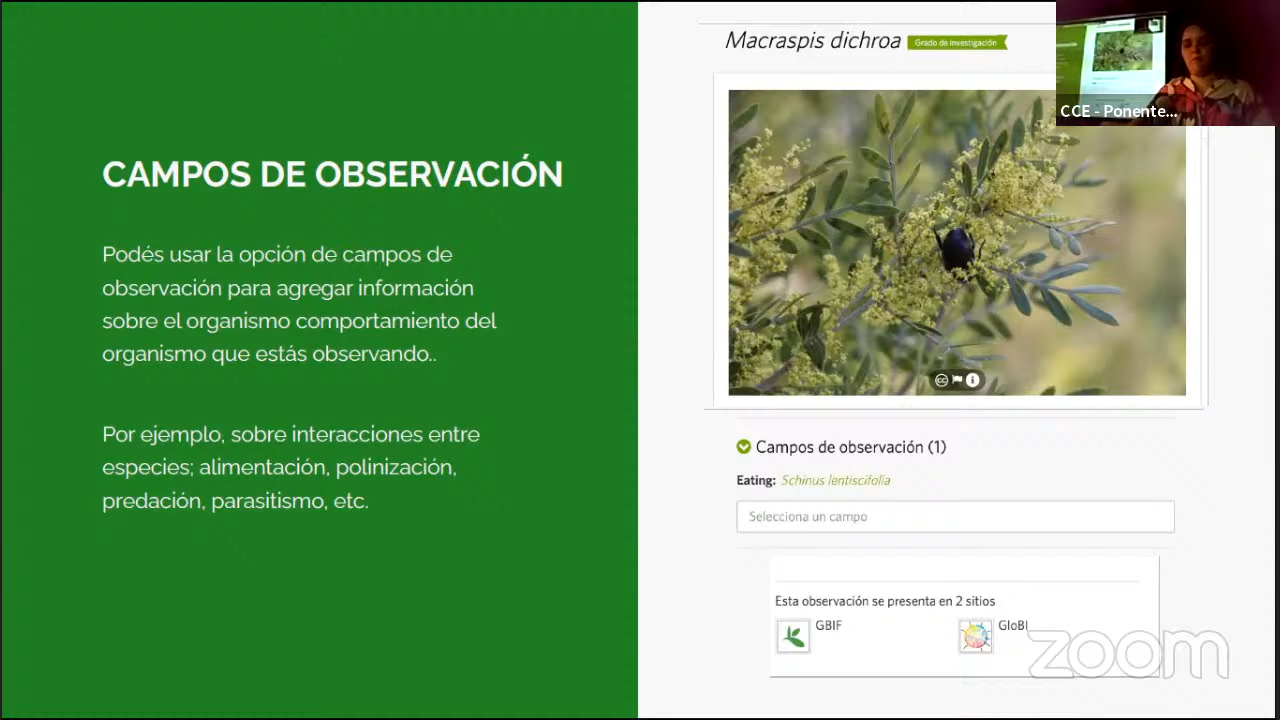 CAMPOS DE OBSERVACIÓN
Podés usar la opción de campos de
observación para agregar información
sobre el organismo comportamiento del
organismo que estás observando..
Por ejemplo, sobre interacciones entre
especies; alimentación, polinización,
predación, parasitismo, etc.
Macraspis dichroa
Grado de investigación
CCE - Ponente...
cc
Campos de observación (1)
Eating: Schinus lentiscifolia
Selecciona un campo
Esta observación se presenta en 2 sitios
GBIF
GloBI
zoom